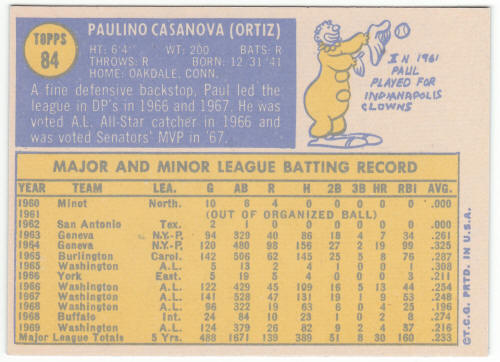 TOPPS
84
PAULINO CASANOVA (ORTIZ)
HT: 6'4" WT: 200 BATS: R
THROWS: R BORN: 12·31·'41
HOME: OAKDALE, CONN.
A fine defensive backstop, Paul led the
league in DP's in 1966 and 1967. He was
voted A.L. All-Star catcher in 1966 and
was voted Senators' MVP in '67.
IN 1961
PAUL
PLAYED FOR
INDIANAPOLIS
CLOWNS
MAJOR AND MINOR LEAGUE BATTING RECORD
YEAR TEAM LEA. G AB R H 2B 3B HR RBI AVG.
1960 Minot North. 10 6 4 0 0 0 0 0 .000
1961 (OUT OF ORGANIZED BALL)
1962 San Antonio Tex. 2 1 0 0 0 0 0 0 .000
1963 Geneva N.Y.-P. 94 329 40 86 18 4 7 34 .261
1964 Geneva N.Y.-P. 120 480 98 156 27 2 19 99 .325
1965 Burlington Carol. 142 506 62 145 25 5 8 76 .287
1965 Washington A.L. 5 13 2 4 1 0 0 1 .308
1966 York East. 5 19 5 4 0 0 0 3 .211
1966 Washington A.L. 122 429 45 109 16 5 13 44 .254
1967 Washington A.L. 141 528 47 131 19 1 9 53 .248
1968 Washington A.L. 96 322 19 63 6 0 4 25 .196
1968 Buffalo Int. 24 84 10 23 .274
1969 Washington A.L. 124 379 26 82 9 2 4 37 .216
Major League Totals 5 Yrs. 488 1671 139 389 51 8 30 160 .233
©T.C.G. PRTD. IN U.S.A.